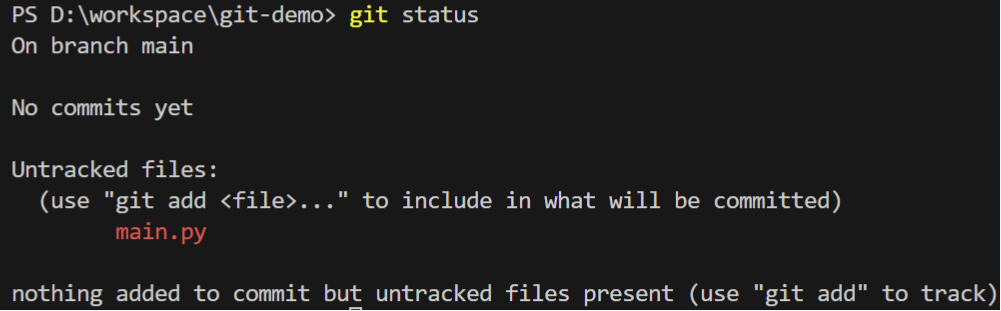 PS D:\workspace\git-demo> git status
On branch main
No commits yet
Untracked files:
(use "git add <file>..." to include in what will be committed)
main.py
nothing added to commit but untracked files present (use "git add" to track)